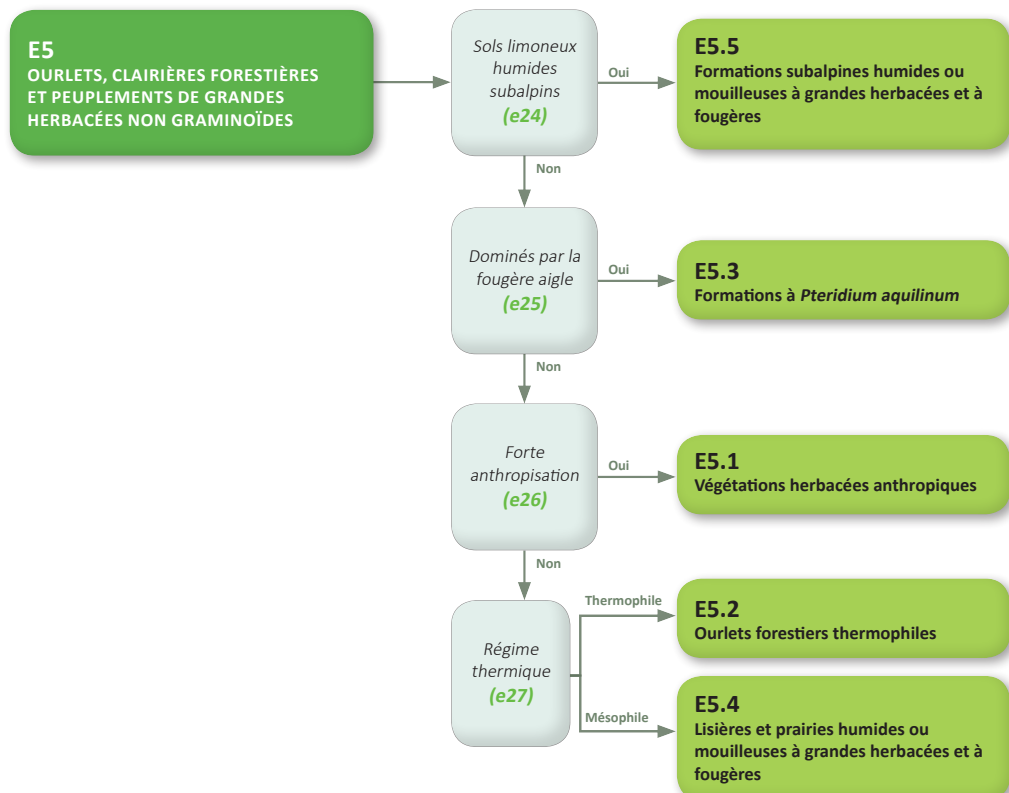 E5
OURLETS, CLAIRIÈRES FORESTIÈRES
ET PEUPLEMENTS DE GRANDES
HERBACÉES NON GRAMINOÏDES
Sols limoneux
humides
subalpins
(e24)
Oui
E5.5
Formations subalpines humides ou
mouilleuses à grandes herbacées et à
fougères
Non
Dominés par la
fougère aigle
(e25)
Oui
E5.3
Formations à Pteridium aquilinum
Non
Forte
anthropisation
(e26)
Oui
E5.1
Végétations herbacées anthropiques
Non
Régime
thermique
(e27)
Thermophile
E5.2
Ourlets forestiers thermophiles
Mésophile
E5.4
Lisières et prairies humides ou
mouilleuses à grandes herbacées et à
fougères